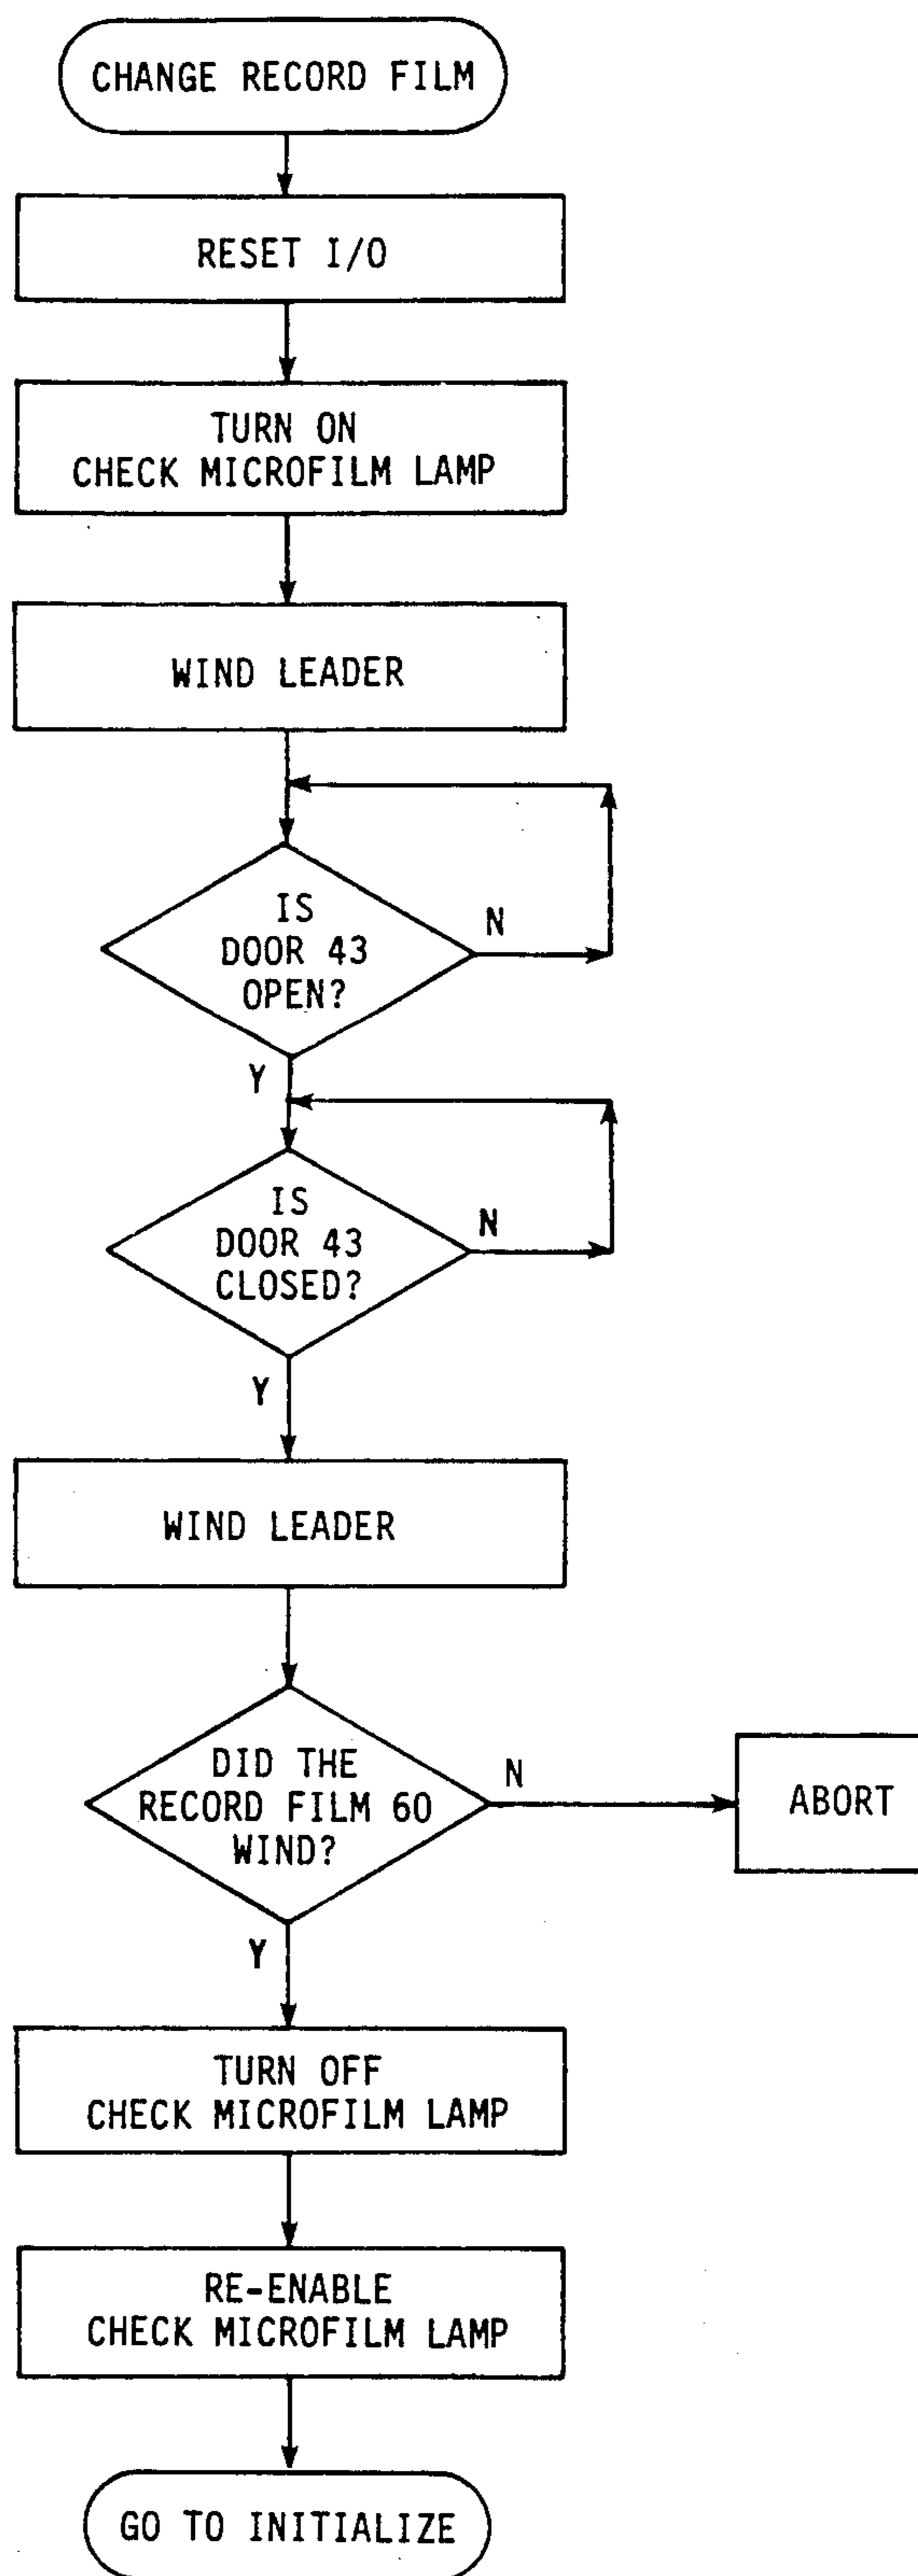 CHANGE RECORD FILM
RESET I/O
TURN ON
CHECK MICROFILM LAMP
WIND LEADER
IS
DOOR 43
OPEN?
N
Y
IS
DOOR 43
CLOSED?
N
Y
WIND LEADER
DID THE
RECORD FILM 60
WIND?
N
ABORT
Y
TURN OFF
CHECK MICROFILM LAMP
RE-ENABLE
CHECK MICROFILM LAMP
GO TO INITIALIZE